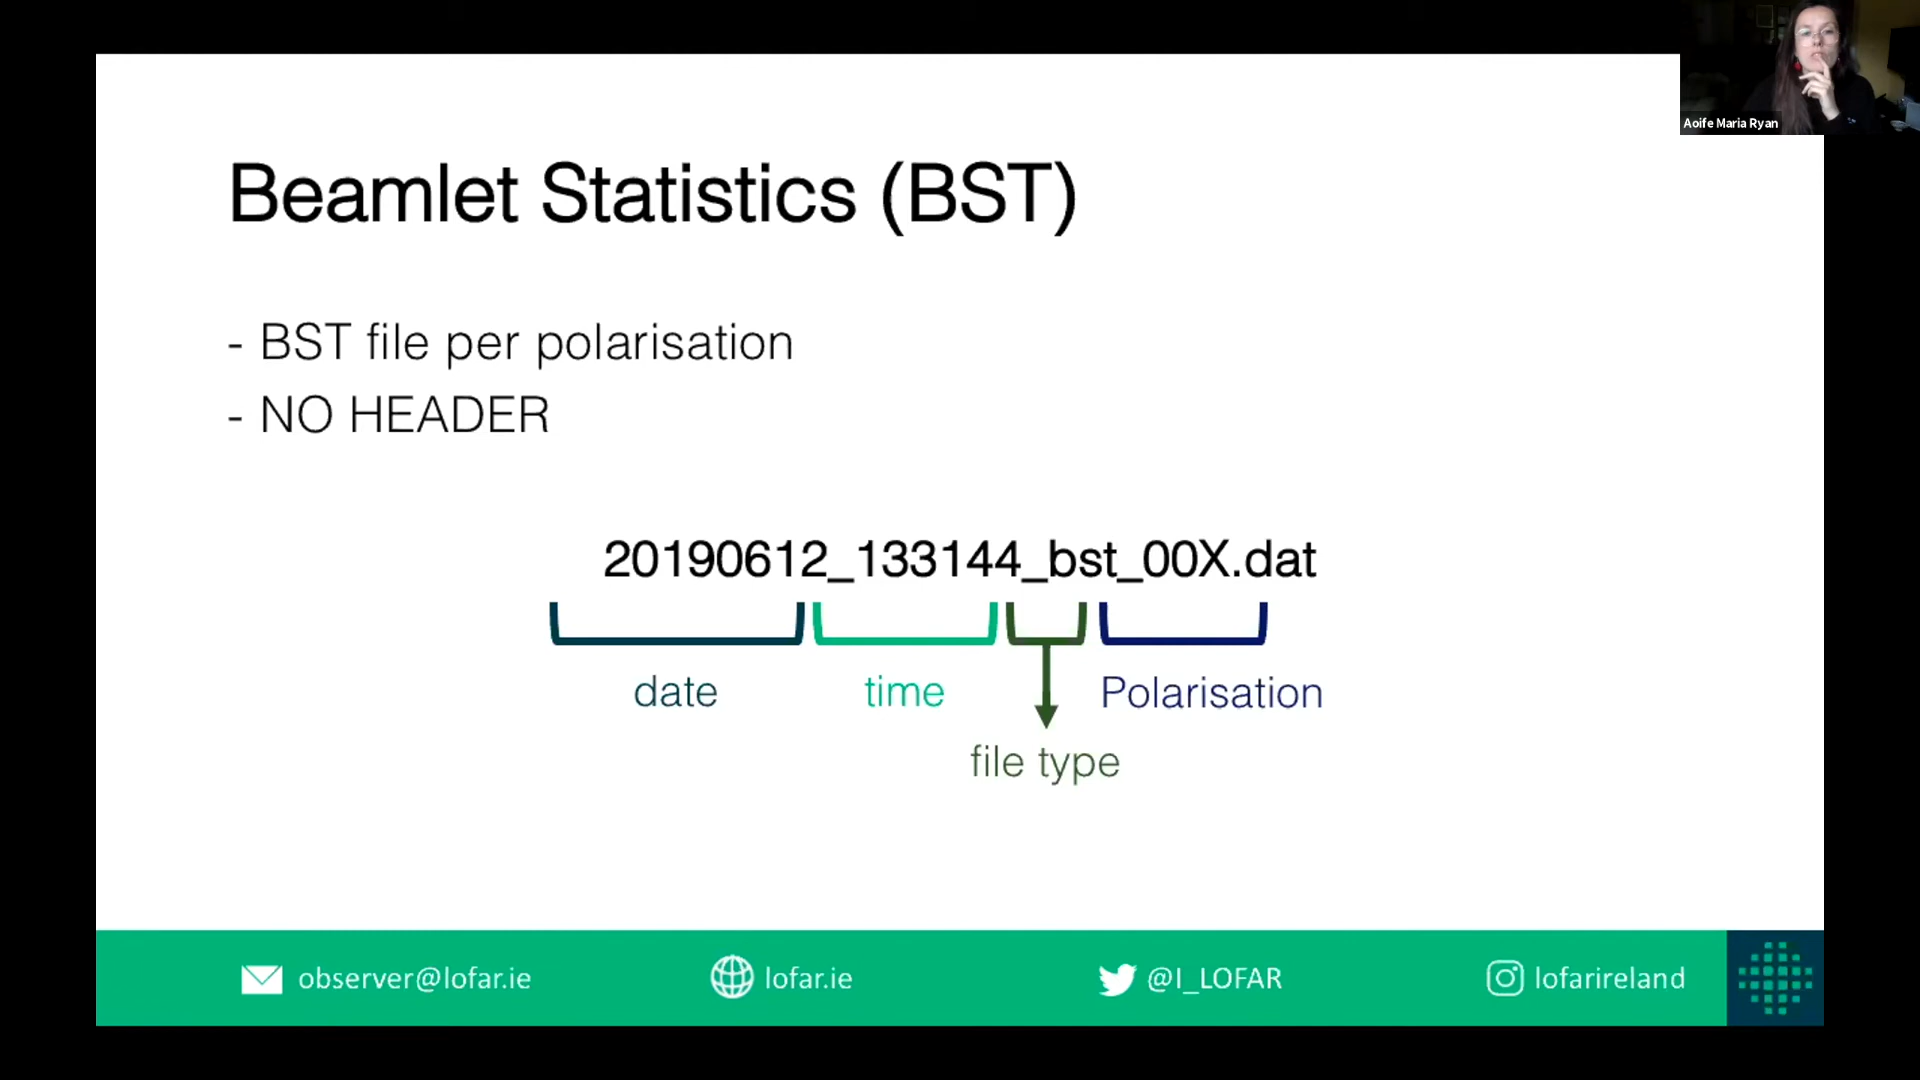 Aoife Maria Ryan
Beamlet Statistics (BST)
- BST file per polarisation
- NO HEADER
20190612_133144_bst_00X.dat
date time Polarisation
file type
observer@lofar.ie lofar.ie @I_LOFAR lofarireland